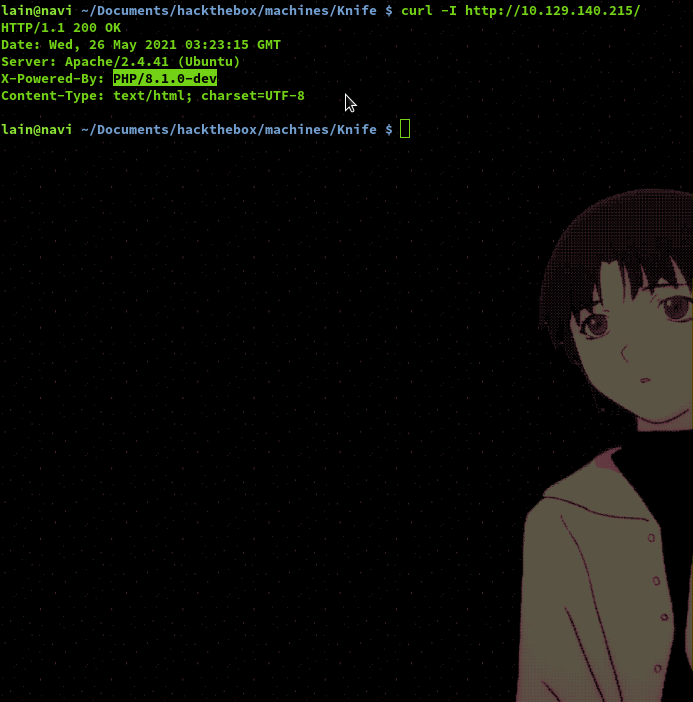 lain@navi ~/Documents/hackthebox/machines/Knife $ curl -I http://10.129.140.215/
HTTP/1.1 200 OK
Date: Wed, 26 May 2021 03:23:15 GMT
Server: Apache/2.4.41 (Ubuntu)
X-Powered-By: PHP/8.1.0-dev
Content-Type: text/html; charset=UTF-8
lain@navi ~/Documents/hackthebox/machines/Knife $